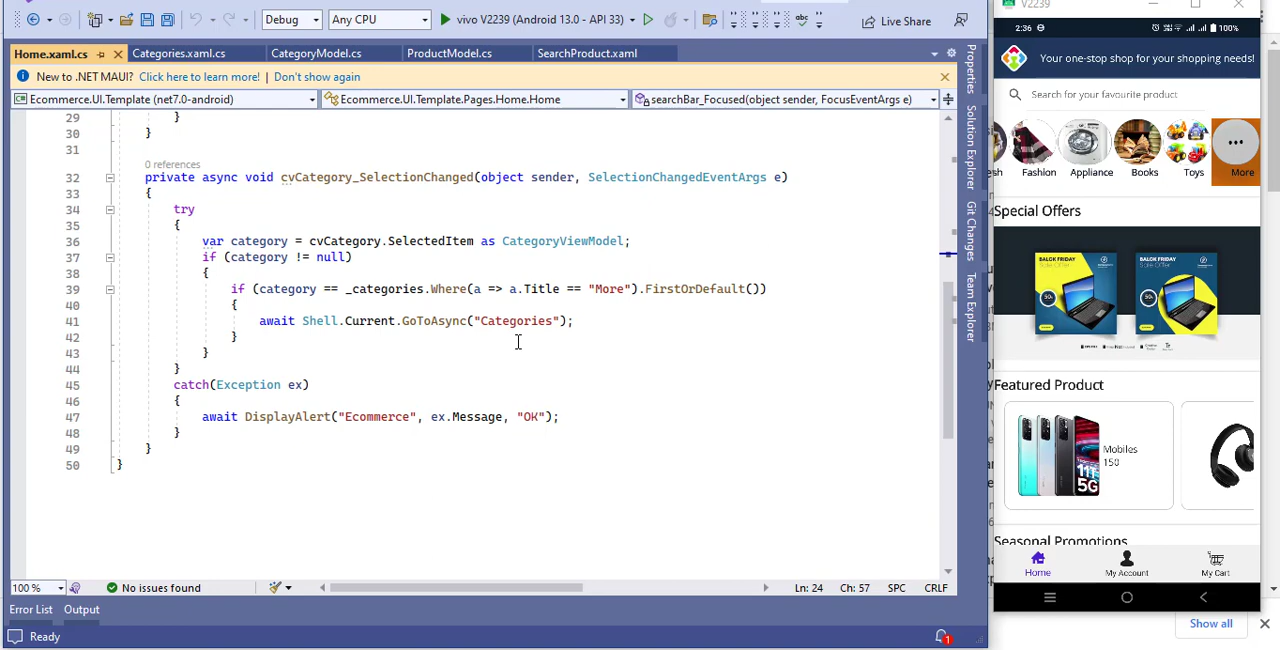 Debug
Any CPU
vivo V2239 (Android 13.0 - API 33)
Live Share
Home.xaml.cs
Categories.xaml.cs
CategoryModel.cs
ProductModel.cs
SearchProduct.xaml
New to .NET MAUI? Click here to learn more! | Don't show again
Ecommerce.UI.Template (net7.0-android)
Ecommerce.UI.Template.Pages.Home.Home
searchBar_Focused(object sender, FocusEventArgs e)
29 }
30 }
31
0 references
32 private async void cvCategory_SelectionChanged(object sender, SelectionChangedEventArgs e)
33 {
34 try
35 {
36 var category = cvCategory.SelectedItem as CategoryViewModel;
37 if (category != null)
38 {
39 if (category == _categories.Where(a => a.Title == "More").FirstOrDefault())
40 {
41 await Shell.Current.GoToAsync("Categories");
42 }
43 }
44 }
45 catch(Exception ex)
46 {
47 await DisplayAlert("Ecommerce", ex.Message, "OK");
48 }
49 }
50 }
100 %
No issues found
Ln: 24
Ch: 57
SPC
CRLF
Error List
Output
Ready
1
Properties
Solution Explorer
Git Changes
Team Explorer
V2239
2:36
100%
Your one-stop shop for your shopping needs!
Search for your favourite product
esh
Fashion
Appliance
Books
Toys
More
Special Offers
Featured Product
Mobiles
150
11T
5G
Seasonal Promotions
Home
My Account
My Cart
Show all